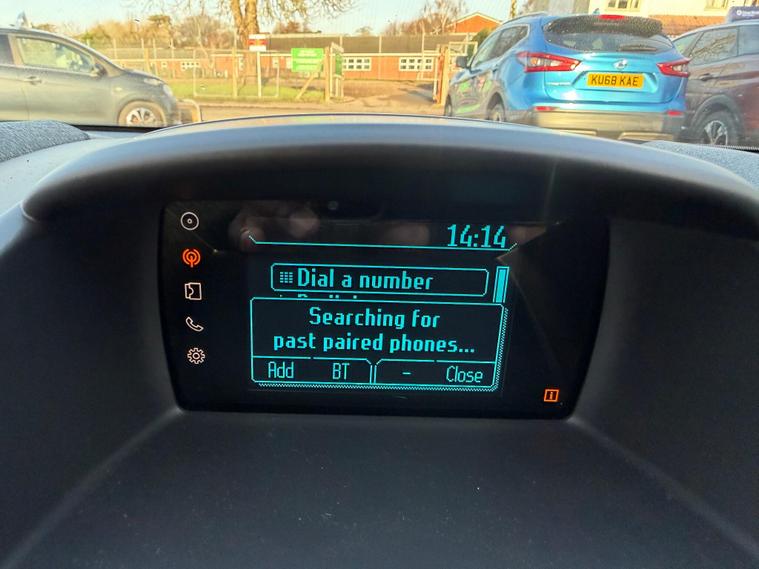 KU68 KAE
14:14
Dial a number
Searching for
past paired phones...
Add BT - Close